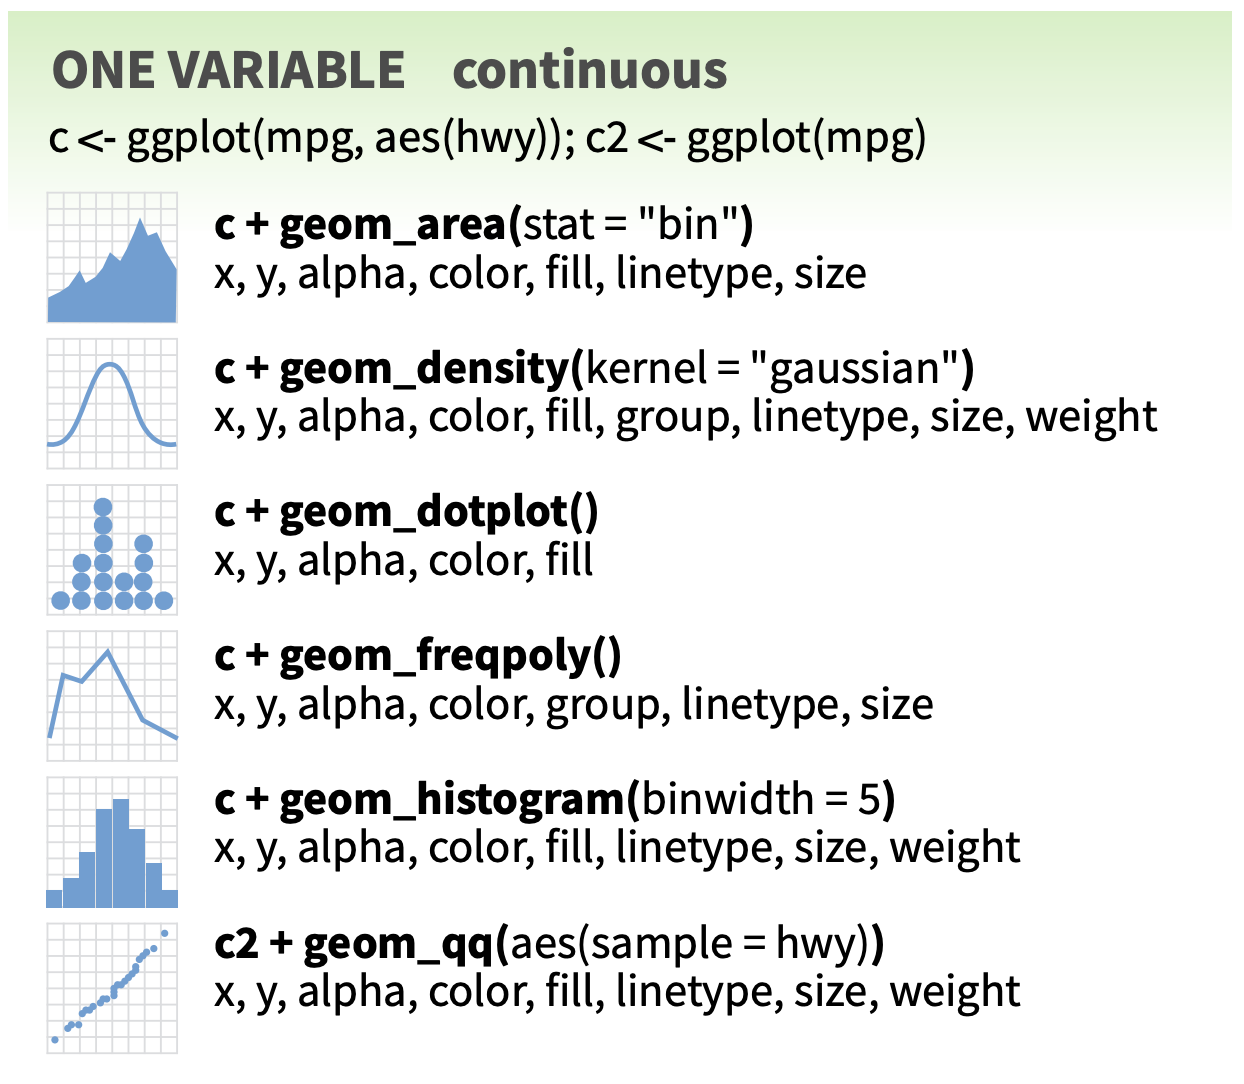 ONE VARIABLE continuous
c <- ggplot(mpg, aes(hwy)); c2 <- ggplot(mpg)
c + geom_area(stat = "bin")
x, y, alpha, color, fill, linetype, size
c + geom_density(kernel = "gaussian")
x, y, alpha, color, fill, group, linetype, size, weight
c + geom_dotplot()
x, y, alpha, color, fill
c + geom_freqpoly()
x, y, alpha, color, group, linetype, size
c + geom_histogram(binwidth = 5)
x, y, alpha, color, fill, linetype, size, weight
c2 + geom_qq(aes(sample = hwy))
x, y, alpha, color, fill, linetype, size, weight